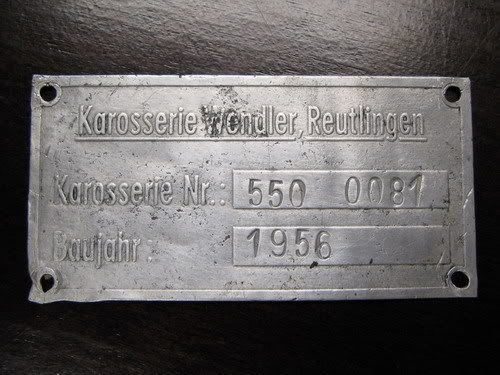 Karosserie Wendler, Reutlingen
Karosserie Nr.: 550 0081
Baujahr: 1956